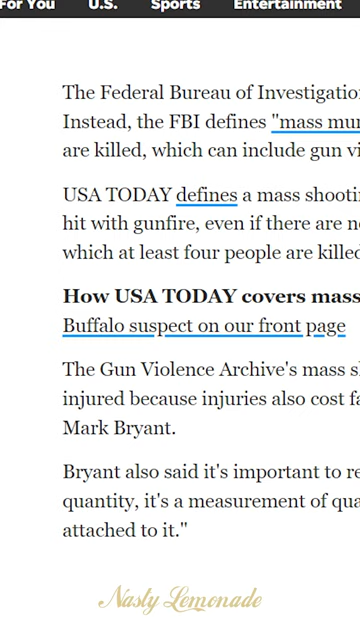 For You U.S. Sports Entertainment
The Federal Bureau of Investigation
Instead, the FBI defines "mass mur
are killed, which can include gun vi
USA TODAY defines a mass shooti
hit with gunfire, even if there are n
which at least four people are killed
How USA TODAY covers mass
Buffalo suspect on our front page
The Gun Violence Archive's mass s
injured because injuries also cost fa
Mark Bryant.
Bryant also said it's important to re
quantity, it's a measurement of qua
attached to it."
Nasty Lemonade